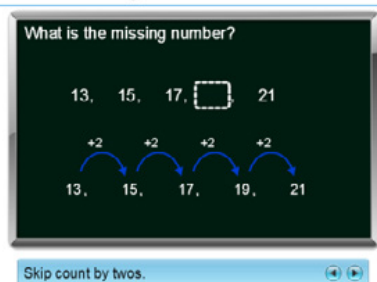 What is the missing number?
13, 15, 17, , 21
+2 +2 +2 +2
13, 15, 17, 19, 21
Skip count by twos.